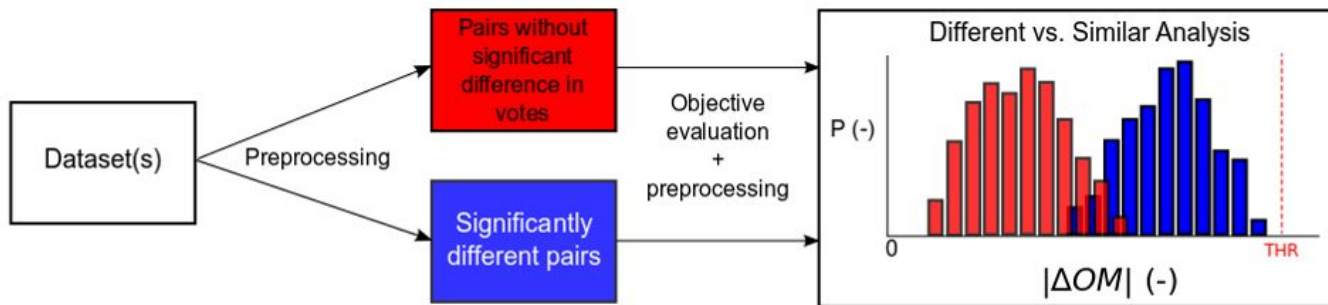 Dataset(s)
Preprocessing
Pairs without
significant
difference in
votes
Significantly
different pairs
Objective
evaluation
+
preprocessing
Different vs. Similar Analysis
P (-)
0
THR
|ΔOM| (-)